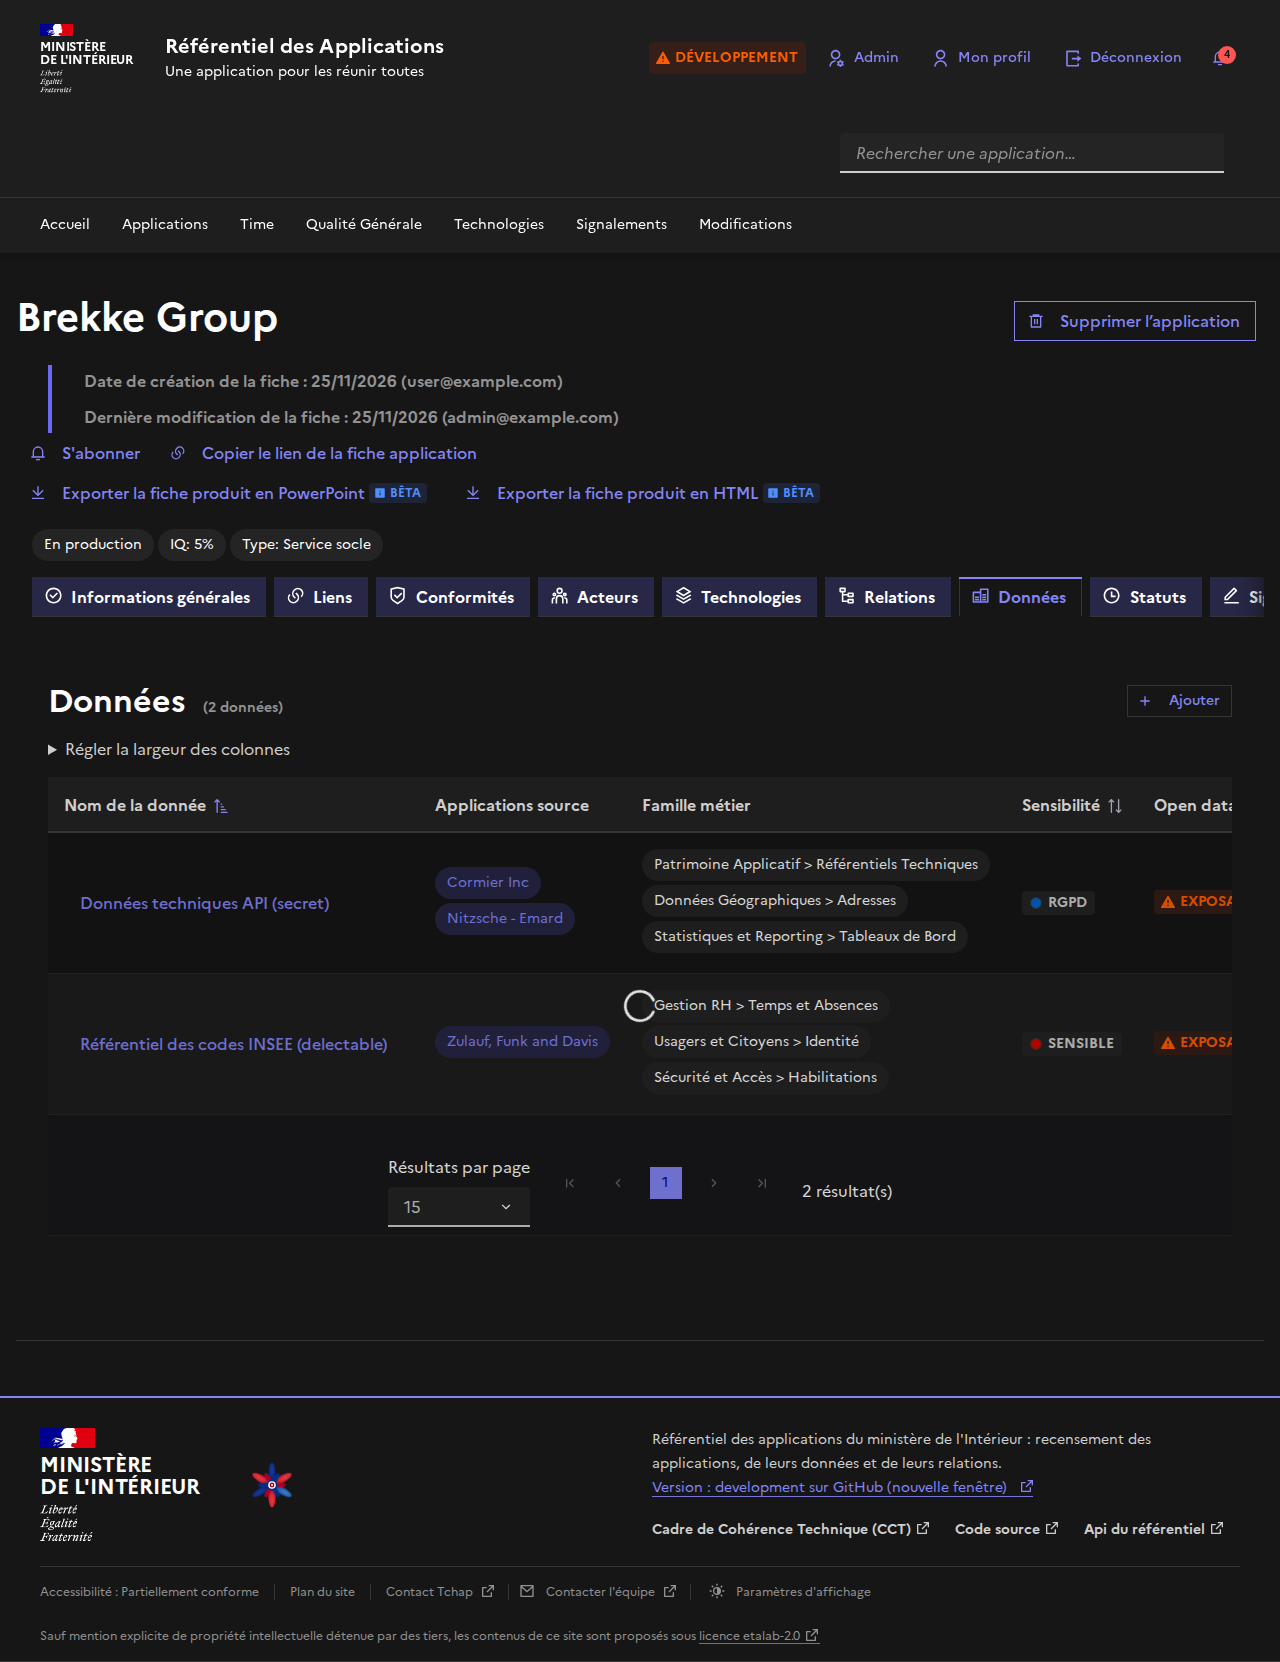 MINISTÈRE
DE L'INTÉRIEUR
Liberté
Égalité
Fraternité
Référentiel des Applications
Une application pour les réunir toutes
DÉVELOPPEMENT
Admin
Mon profil
Déconnexion
4
Rechercher une application…
Accueil
Applications
Time
Qualité Générale
Technologies
Signalements
Modifications
Brekke Group
Supprimer l’application
Date de création de la fiche : 25/11/2026 (user@example.com)
Dernière modification de la fiche : 25/11/2026 (admin@example.com)
S'abonner
Copier le lien de la fiche application
Exporter la fiche produit en PowerPoint BÊTA
Exporter la fiche produit en HTML BÊTA
En production
IQ: 5%
Type: Service socle
Informations générales
Liens
Conformités
Acteurs
Technologies
Relations
Données
Statuts
Données (2 données)
Ajouter
Régler la largeur des colonnes
Nom de la donnée
Applications source
Famille métier
Sensibilité
Open data
Données techniques API (secret)
Cormier Inc
Nitzsche - Emard
Patrimoine Applicatif > Référentiels Techniques
Données Géographiques > Adresses
Statistiques et Reporting > Tableaux de Bord
RGPD
EXPOSA
Référentiel des codes INSEE (delectable)
Zulauf, Funk and Davis
Gestion RH > Temps et Absences
Usagers et Citoyens > Identité
Sécurité et Accès > Habilitations
SENSIBLE
EXPOSA
Résultats par page
15
1
2 résultat(s)
MINISTÈRE
DE L'INTÉRIEUR
Liberté
Égalité
Fraternité
Référentiel des applications du ministère de l'Intérieur : recensement des
applications, de leurs données et de leurs relations.
Version : development sur GitHub (nouvelle fenêtre)
Cadre de Cohérence Technique (CCT)
Code source
Api du référentiel
Accessibilité : Partiellement conforme
Plan du site
Contact Tchap
Contacter l'équipe
Paramètres d'affichage
Sauf mention explicite de propriété intellectuelle détenue par des tiers, les contenus de ce site sont proposés sous licence etalab-2.0